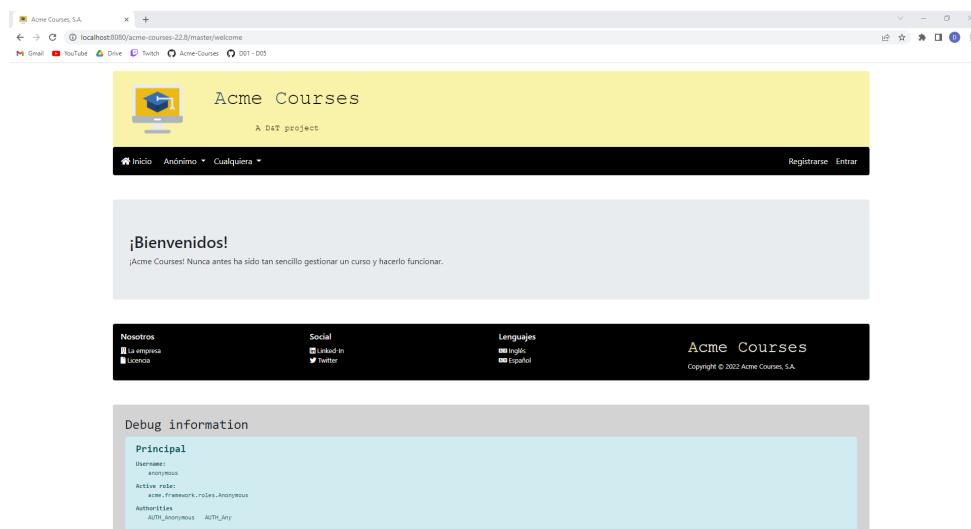 Acme Courses, S.A.
localhost:8080/acme-courses-22.8/master/welcome
Gmail YouTube Drive Twitch Acme-Courses D01 - D05
Acme Courses
A D&T project
Inicio Anónimo Cualquiera Registrarse Entrar
¡Bienvenidos!
¡Acme Courses! Nunca antes ha sido tan sencillo gestionar un curso y hacerlo funcionar.
Nosotros
La empresa
Licencia
Social
Linked-In
Twitter
Lenguajes
Inglés
Español
Acme Courses
Copyright © 2022 Acme Courses, S.A.
Debug information
Principal
Username:
anonymous
Active role:
acme.framework.roles.Anonymous
Authorities
AUTH_Anonymous AUTH_Any